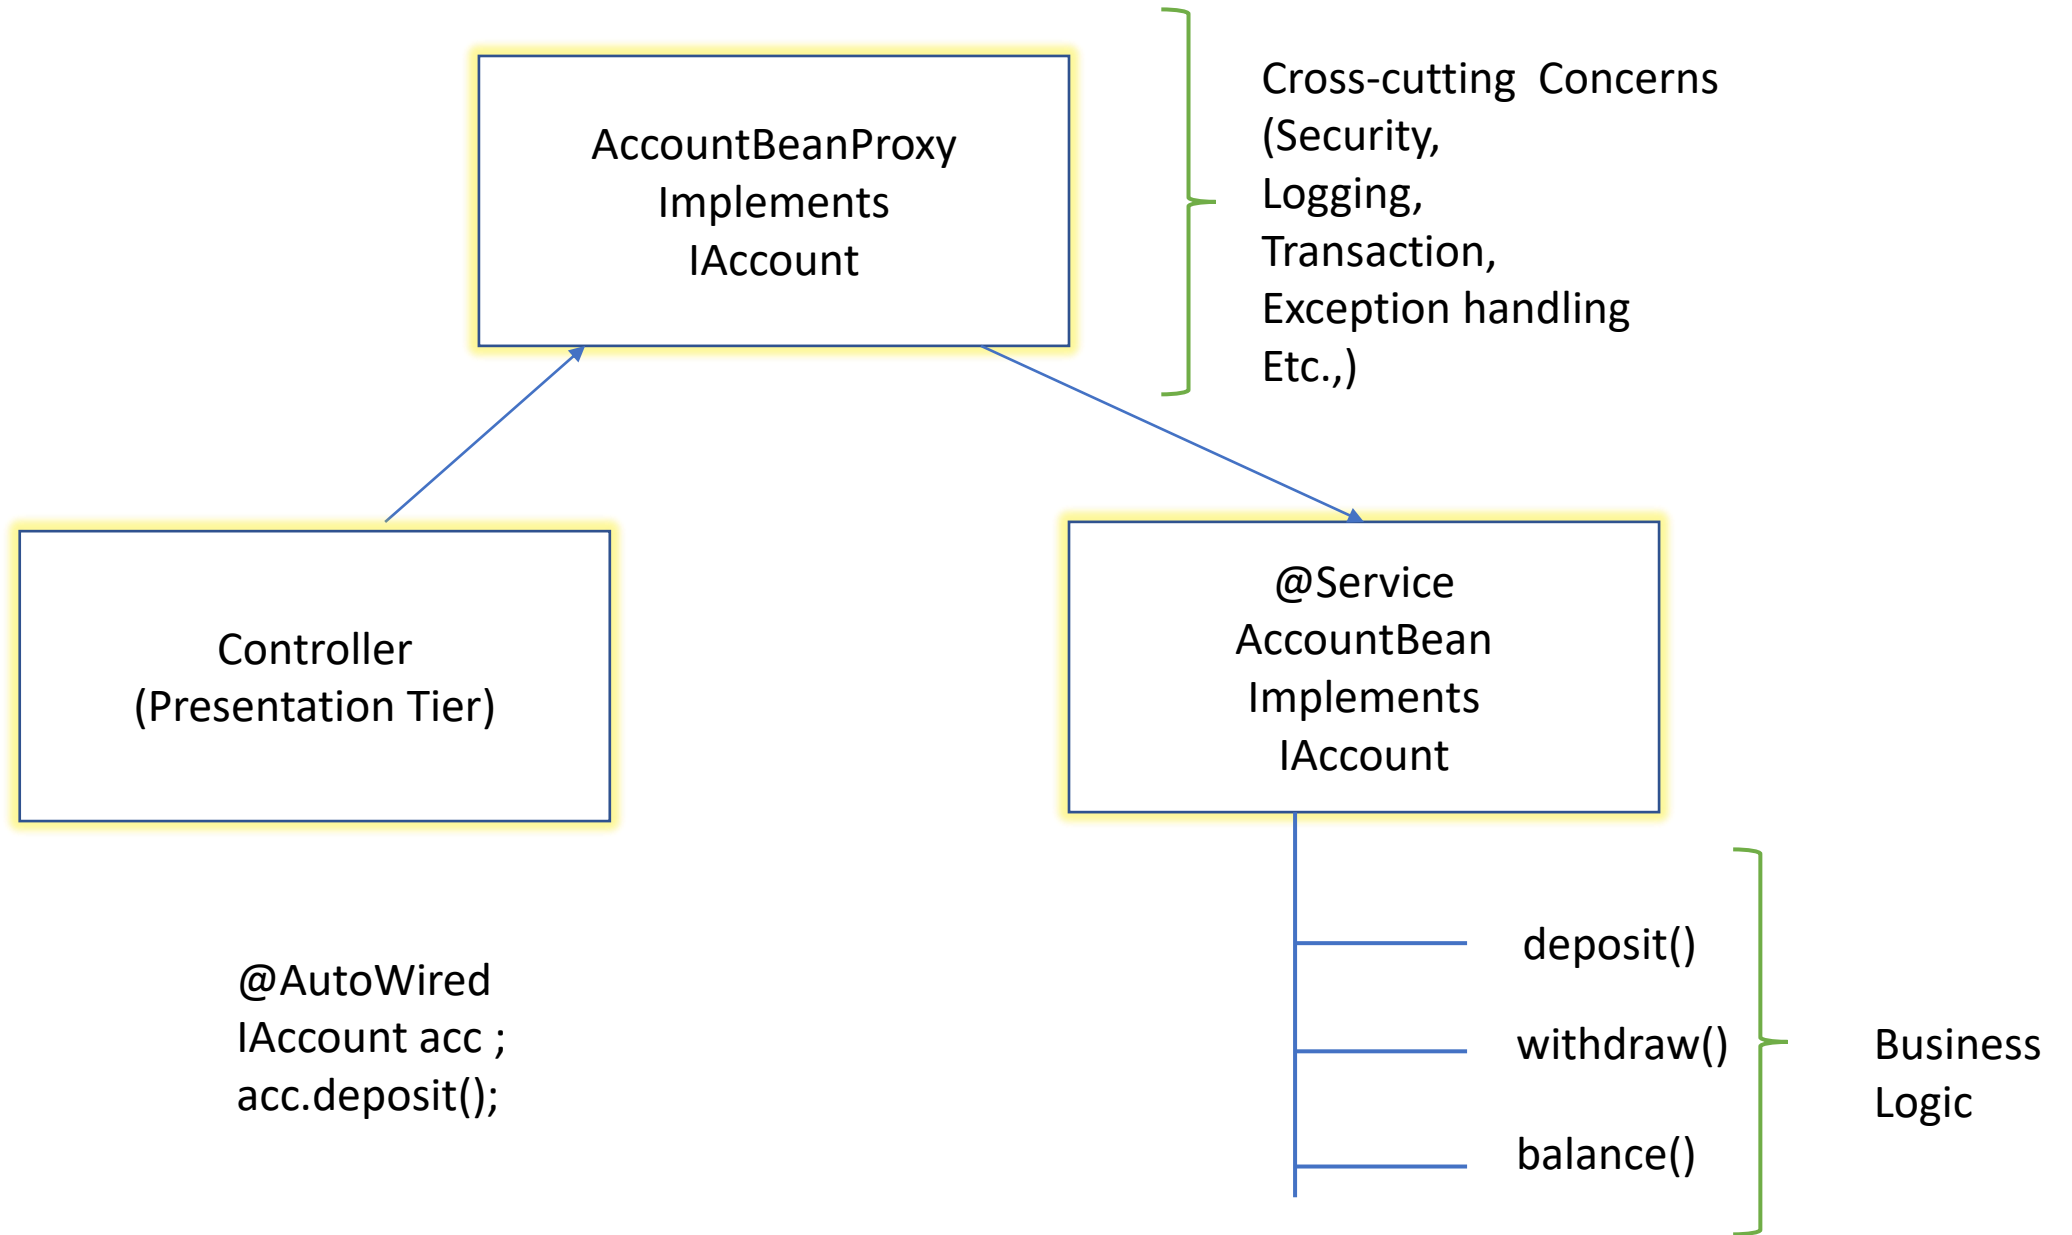 AccountBeanProxy
Implements
IAccount
Cross-cutting  Concerns
(Security,
Logging,
Transaction,
Exception handling
Etc.,)
Controller
(Presentation Tier)
@Service
AccountBean
Implements
IAccount
@AutoWired
IAccount acc ;
acc.deposit();
deposit()
withdraw()
balance()
Business
Logic